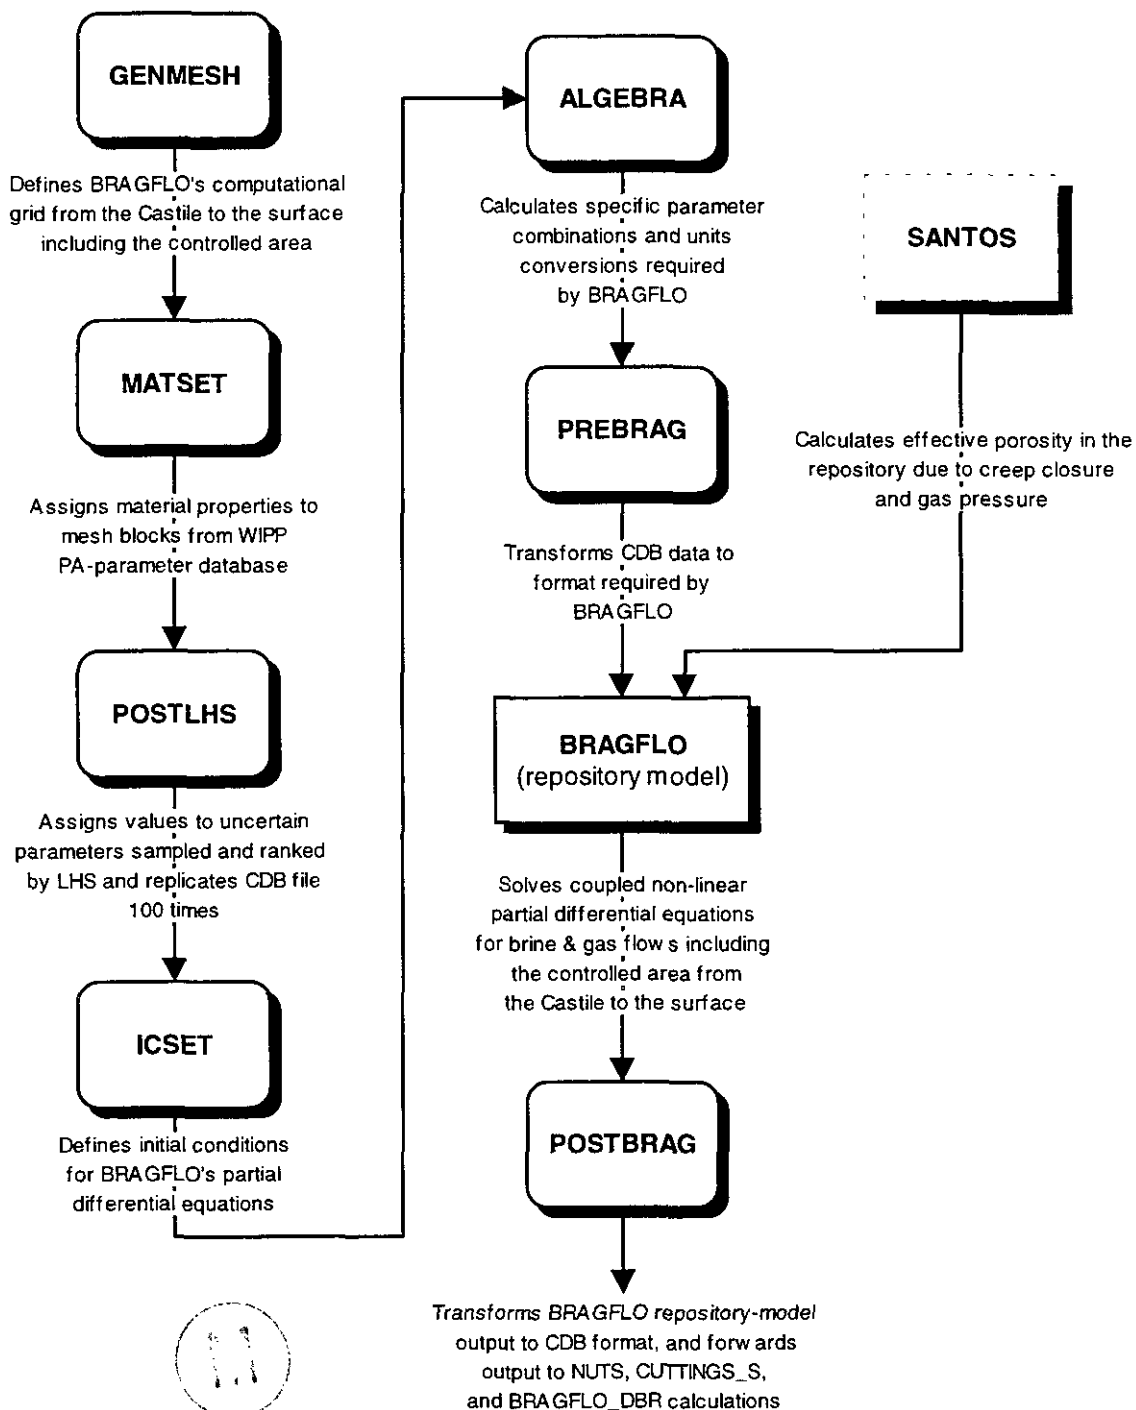 GENMESH
Defines BRAGFLO's computational
grid from the Castile to the surface
including the controlled area
MATSET
Assigns material properties to
mesh blocks from WIPP
PA-parameter database
POSTLHS
Assigns values to uncertain
parameters sampled and ranked
by LHS and replicates CDB file
100 times
ICSET
Defines initial conditions
for BRAGFLO's partial
differential equations
ALGEBRA
Calculates specific parameter
combinations and units
conversions required
by BRAGFLO
PREBRAG
Transforms CDB data to
format required by
BRAGFLO
SANTOS
Calculates effective porosity in the
repository due to creep closure
and gas pressure
BRAGFLO
(repository model)
Solves coupled non-linear
partial differential equations
for brine & gas flows including
the controlled area from
the Castile to the surface
POSTBRAG
Transforms BRAGFLO repository-model
output to CDB format, and forwards
output to NUTS, CUTTINGS_S,
and BRAGFLO_DBR calculations